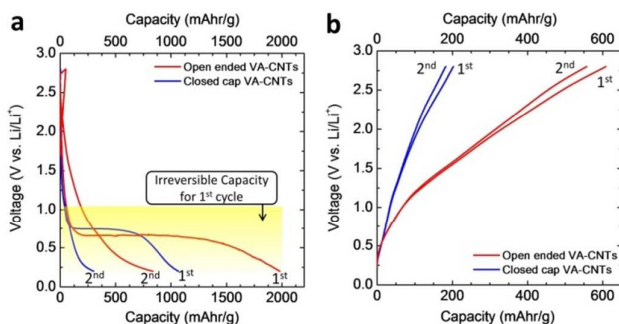 a
Capacity (mAhr/g)
0 500 1000 1500 2000
Voltage (V vs. Li/Li⁺)
3.0
2.5
2.0
1.5
1.0
0.5
0.0
Open ended VA-CNTs
Closed cap VA-CNTs
Irreversible Capacity
for 1ˢᵗ cycle
2ⁿᵈ 2ⁿᵈ 1ˢᵗ 1ˢᵗ
0 500 1000 1500 2000
Capacity (mAhr/g)
b
Capacity (mAhr/g)
0 200 400 600
Voltage (V vs. Li/Li⁺)
3.0
2.5
2.0
1.5
1.0
0.5
0.0
2ⁿᵈ 1ˢᵗ 2ⁿᵈ 1ˢᵗ
Open ended VA-CNTs
Closed cap VA-CNTs
0 200 400 600
Capacity (mAhr/g)